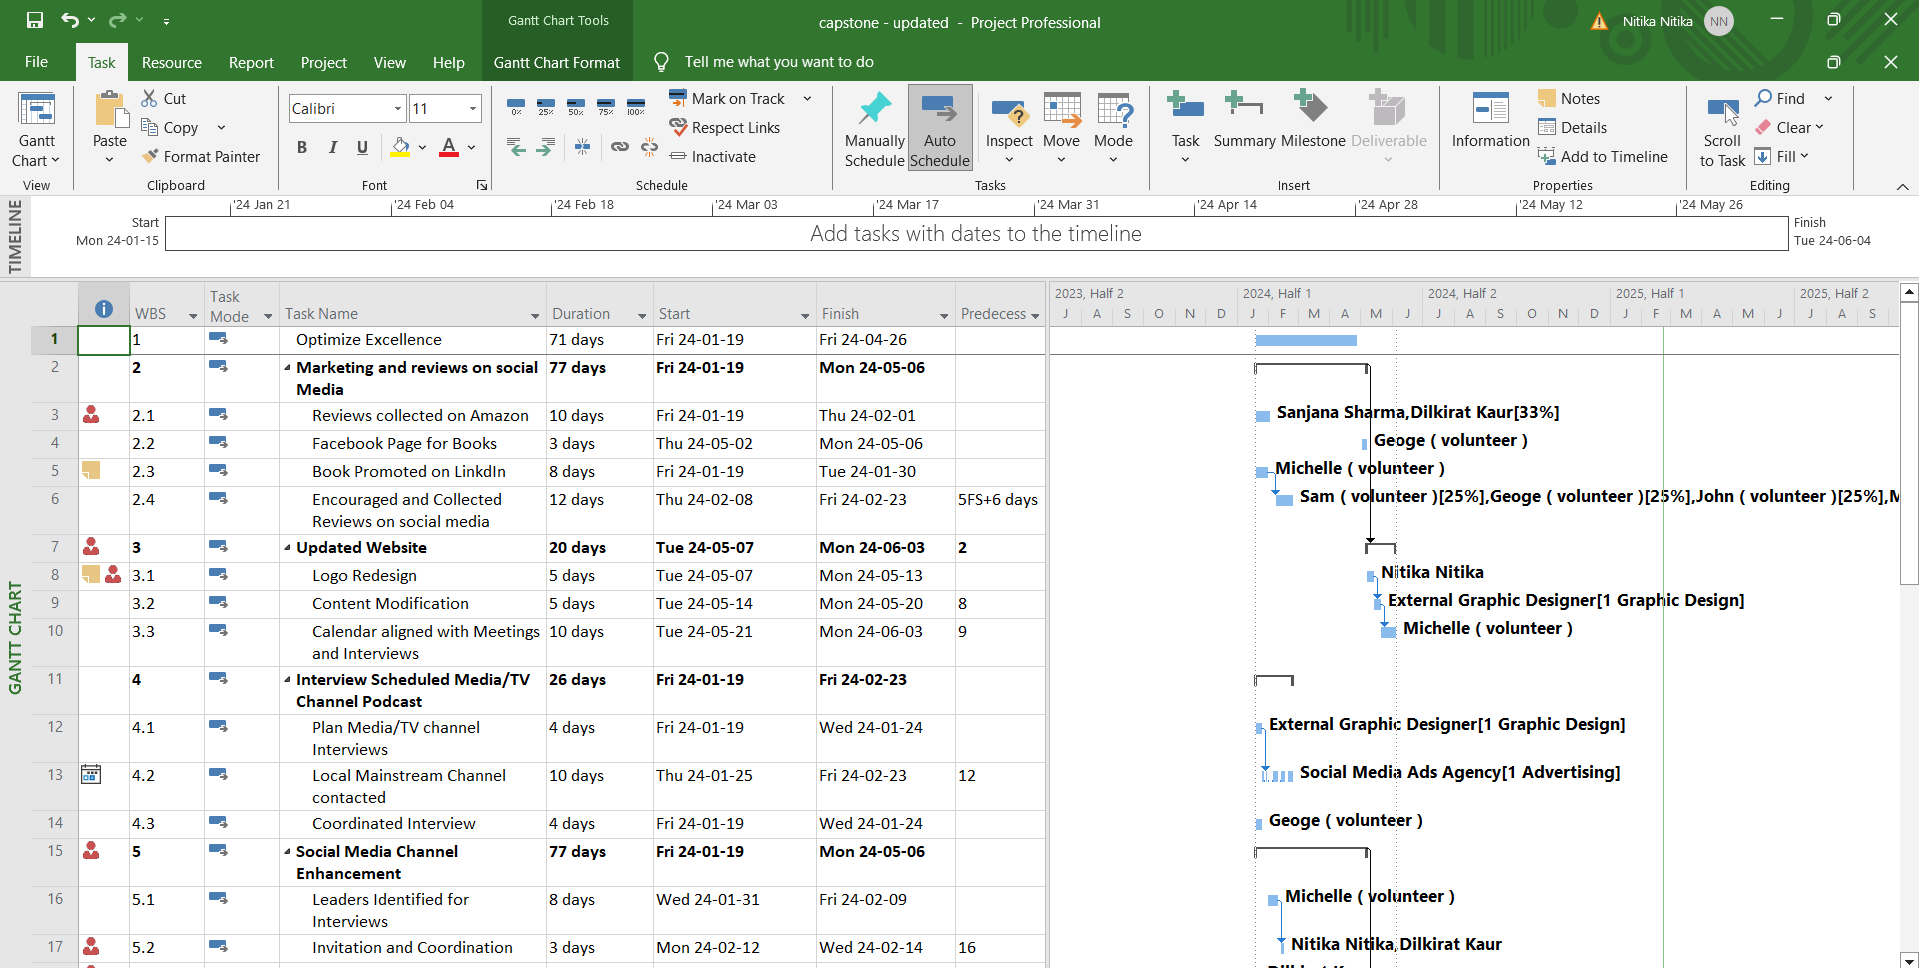 Gantt Chart Tools
capstone - updated - Project Professional
Nitika Nitika
NN
File
Task
Resource
Report
Project
View
Help
Gantt Chart Format
Tell me what you want to do
Gantt
Chart
View
Paste
Cut
Copy
Format Painter
Clipboard
Calibri
11
B I U
A
Font
0%
25%
50%
75%
100%
Mark on Track
Respect Links
Inactivate
Schedule
Manually
Schedule
Auto
Schedule
Inspect
Move
Mode
Tasks
Task
Summary
Milestone
Deliverable
Insert
Information
Notes
Details
Add to Timeline
Properties
Scroll
to Task
Find
Clear
Fill
Editing
TIMELINE
'24 Jan 21
'24 Feb 04
'24 Feb 18
'24 Mar 03
'24 Mar 17
'24 Mar 31
'24 Apr 14
'24 Apr 28
'24 May 12
'24 May 26
Start
Mon 24-01-15
Add tasks with dates to the timeline
Finish
Tue 24-06-04
GANTT CHART
WBS
Task
Mode
Task Name
Duration
Start
Finish
Predecess
2023, Half 2
2024, Half 1
2024, Half 2
2025, Half 1
2025, Half 2
J A S O N D J F M A M J J A S O N D J F M A M J J A S
1 1 Optimize Excellence 71 days Fri 24-01-19 Fri 24-04-26
2 2 Marketing and reviews on social 77 days Fri 24-01-19 Mon 24-05-06
Media
3 2.1 Reviews collected on Amazon 10 days Fri 24-01-19 Thu 24-02-01
Sanjana Sharma,Dilkirat Kaur[33%]
4 2.2 Facebook Page for Books 3 days Thu 24-05-02 Mon 24-05-06
Geoge ( volunteer )
5 2.3 Book Promoted on LinkdIn 8 days Fri 24-01-19 Tue 24-01-30
Michelle ( volunteer )
6 2.4 Encouraged and Collected 12 days Thu 24-02-08 Fri 24-02-23 5FS+6 days
Reviews on social media
Sam ( volunteer )[25%],Geoge ( volunteer )[25%],John ( volunteer )[25%],M
7 3 Updated Website 20 days Tue 24-05-07 Mon 24-06-03 2
8 3.1 Logo Redesign 5 days Tue 24-05-07 Mon 24-05-13
Nitika Nitika
9 3.2 Content Modification 5 days Tue 24-05-14 Mon 24-05-20 8
External Graphic Designer[1 Graphic Design]
10 3.3 Calendar aligned with Meetings 10 days Tue 24-05-21 Mon 24-06-03 9
and Interviews
Michelle ( volunteer )
11 4 Interview Scheduled Media/TV 26 days Fri 24-01-19 Fri 24-02-23
Channel Podcast
12 4.1 Plan Media/TV channel 4 days Fri 24-01-19 Wed 24-01-24
Interviews
External Graphic Designer[1 Graphic Design]
13 4.2 Local Mainstream Channel 10 days Thu 24-01-25 Fri 24-02-23 12
contacted
Social Media Ads Agency[1 Advertising]
14 4.3 Coordinated Interview 4 days Fri 24-01-19 Wed 24-01-24
Geoge ( volunteer )
15 5 Social Media Channel 77 days Fri 24-01-19 Mon 24-05-06
Enhancement
16 5.1 Leaders Identified for 8 days Wed 24-01-31 Fri 24-02-09
Interviews
Michelle ( volunteer )
17 5.2 Invitation and Coordination 3 days Mon 24-02-12 Wed 24-02-14 16
Nitika Nitika,Dilkirat Kaur